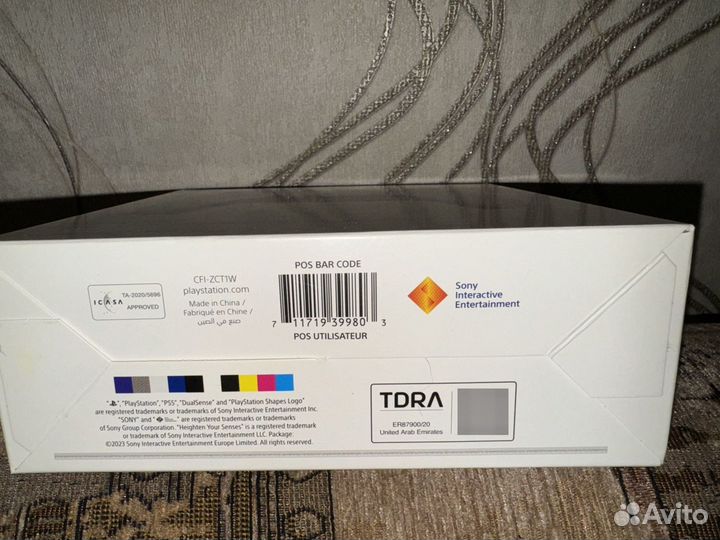 ICASA
TA-2020/5896
APPROVED
CFI-ZCT1W
playstation.com
Made in China /
Fabriqué en Chine /
صنع في الصين
POS BAR CODE
7 11719 39980 3
POS UTILISATEUR
Sony
Interactive
Entertainment
"", "PlayStation", "PS5", "DualSense" and "PlayStation Shapes Logo"
are registered trademarks or trademarks of Sony Interactive Entertainment Inc.
"SONY" and "" are registered trademarks or trademarks
of Sony Group Corporation. "Heighten Your Senses" is a registered trademark
or trademark of Sony Interactive Entertainment LLC. Package:
©2023 Sony Interactive Entertainment Europe Limited. All rights reserved.
TDRA
ER87900/20
United Arab Emirates
Avito